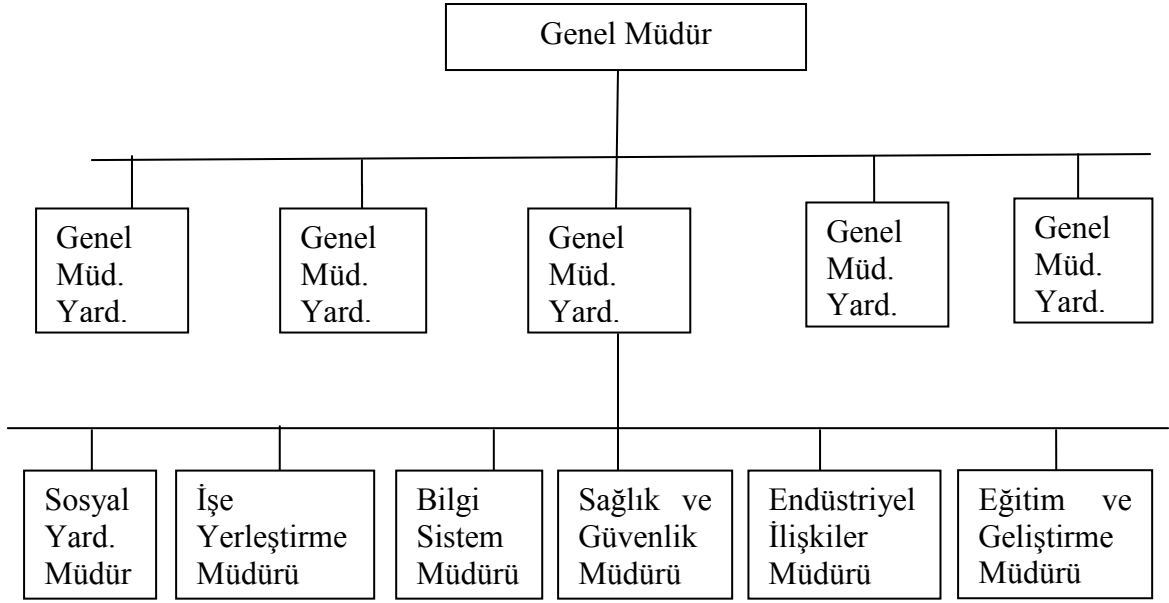 Genel Müdür
Genel
Müd.
Yard.
Genel
Müd.
Yard.
Genel
Müd.
Yard.
Genel
Müd.
Yard.
Genel
Müd.
Yard.
Sosyal
Yard.
Müdür
İşe
Yerleştirme
Müdürü
Bilgi
Sistem
Müdürü
Sağlık ve
Güvenlik
Müdürü
Endüstriyel
İlişkiler
Müdürü
Eğitim ve
Geliştirme
Müdürü